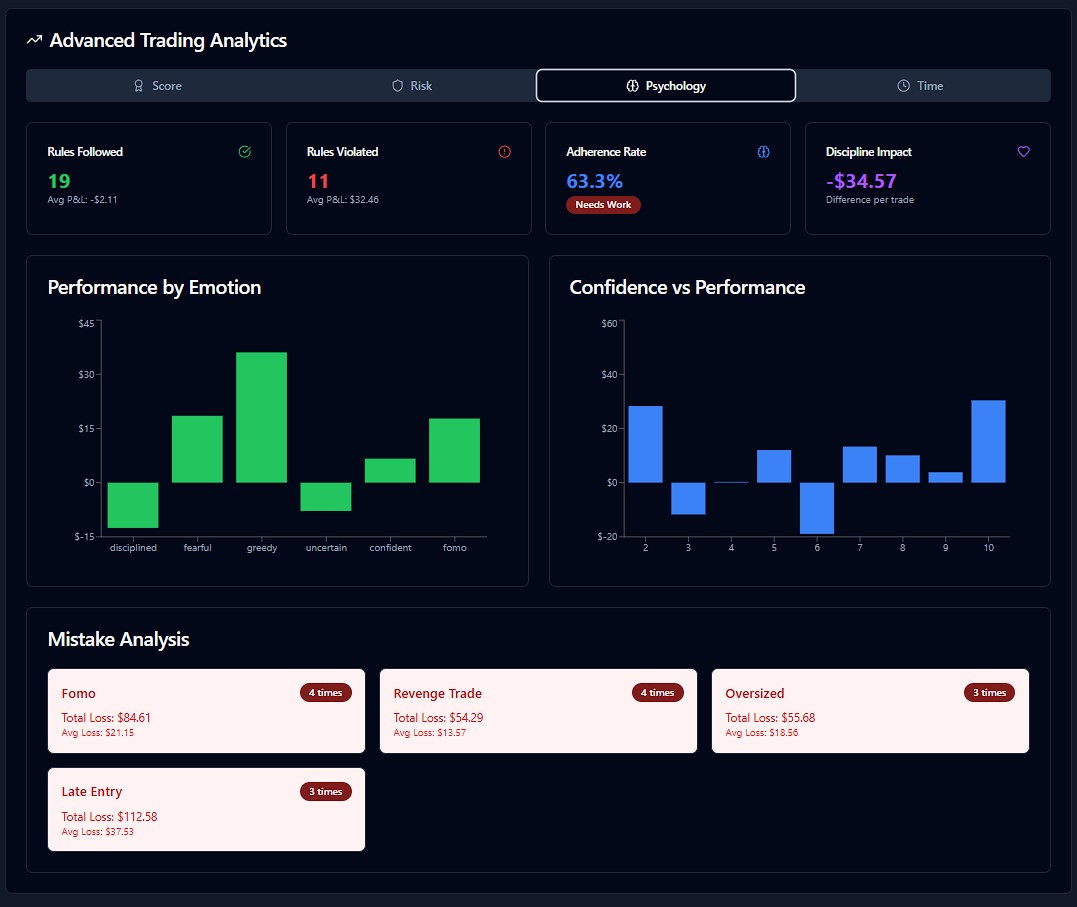 Advanced Trading Analytics
Score
Risk
Psychology
Time
Rules Followed
19
Avg P&L: -$2.11
Rules Violated
11
Avg P&L: $32.46
Adherence Rate
63.3%
Needs Work
Discipline Impact
-$34.57
Difference per trade
Performance by Emotion
$45
$30
$15
$0
$-15
disciplined
fearful
greedy
uncertain
confident
fomo
Confidence vs Performance
$60
$40
$20
$0
$-20
2
3
4
5
6
7
8
9
10
Mistake Analysis
Fomo
4 times
Total Loss: $84.61
Avg Loss: $21.15
Revenge Trade
4 times
Total Loss: $54.29
Avg Loss: $13.57
Oversized
3 times
Total Loss: $55.68
Avg Loss: $18.56
Late Entry
3 times
Total Loss: $112.58
Avg Loss: $37.53